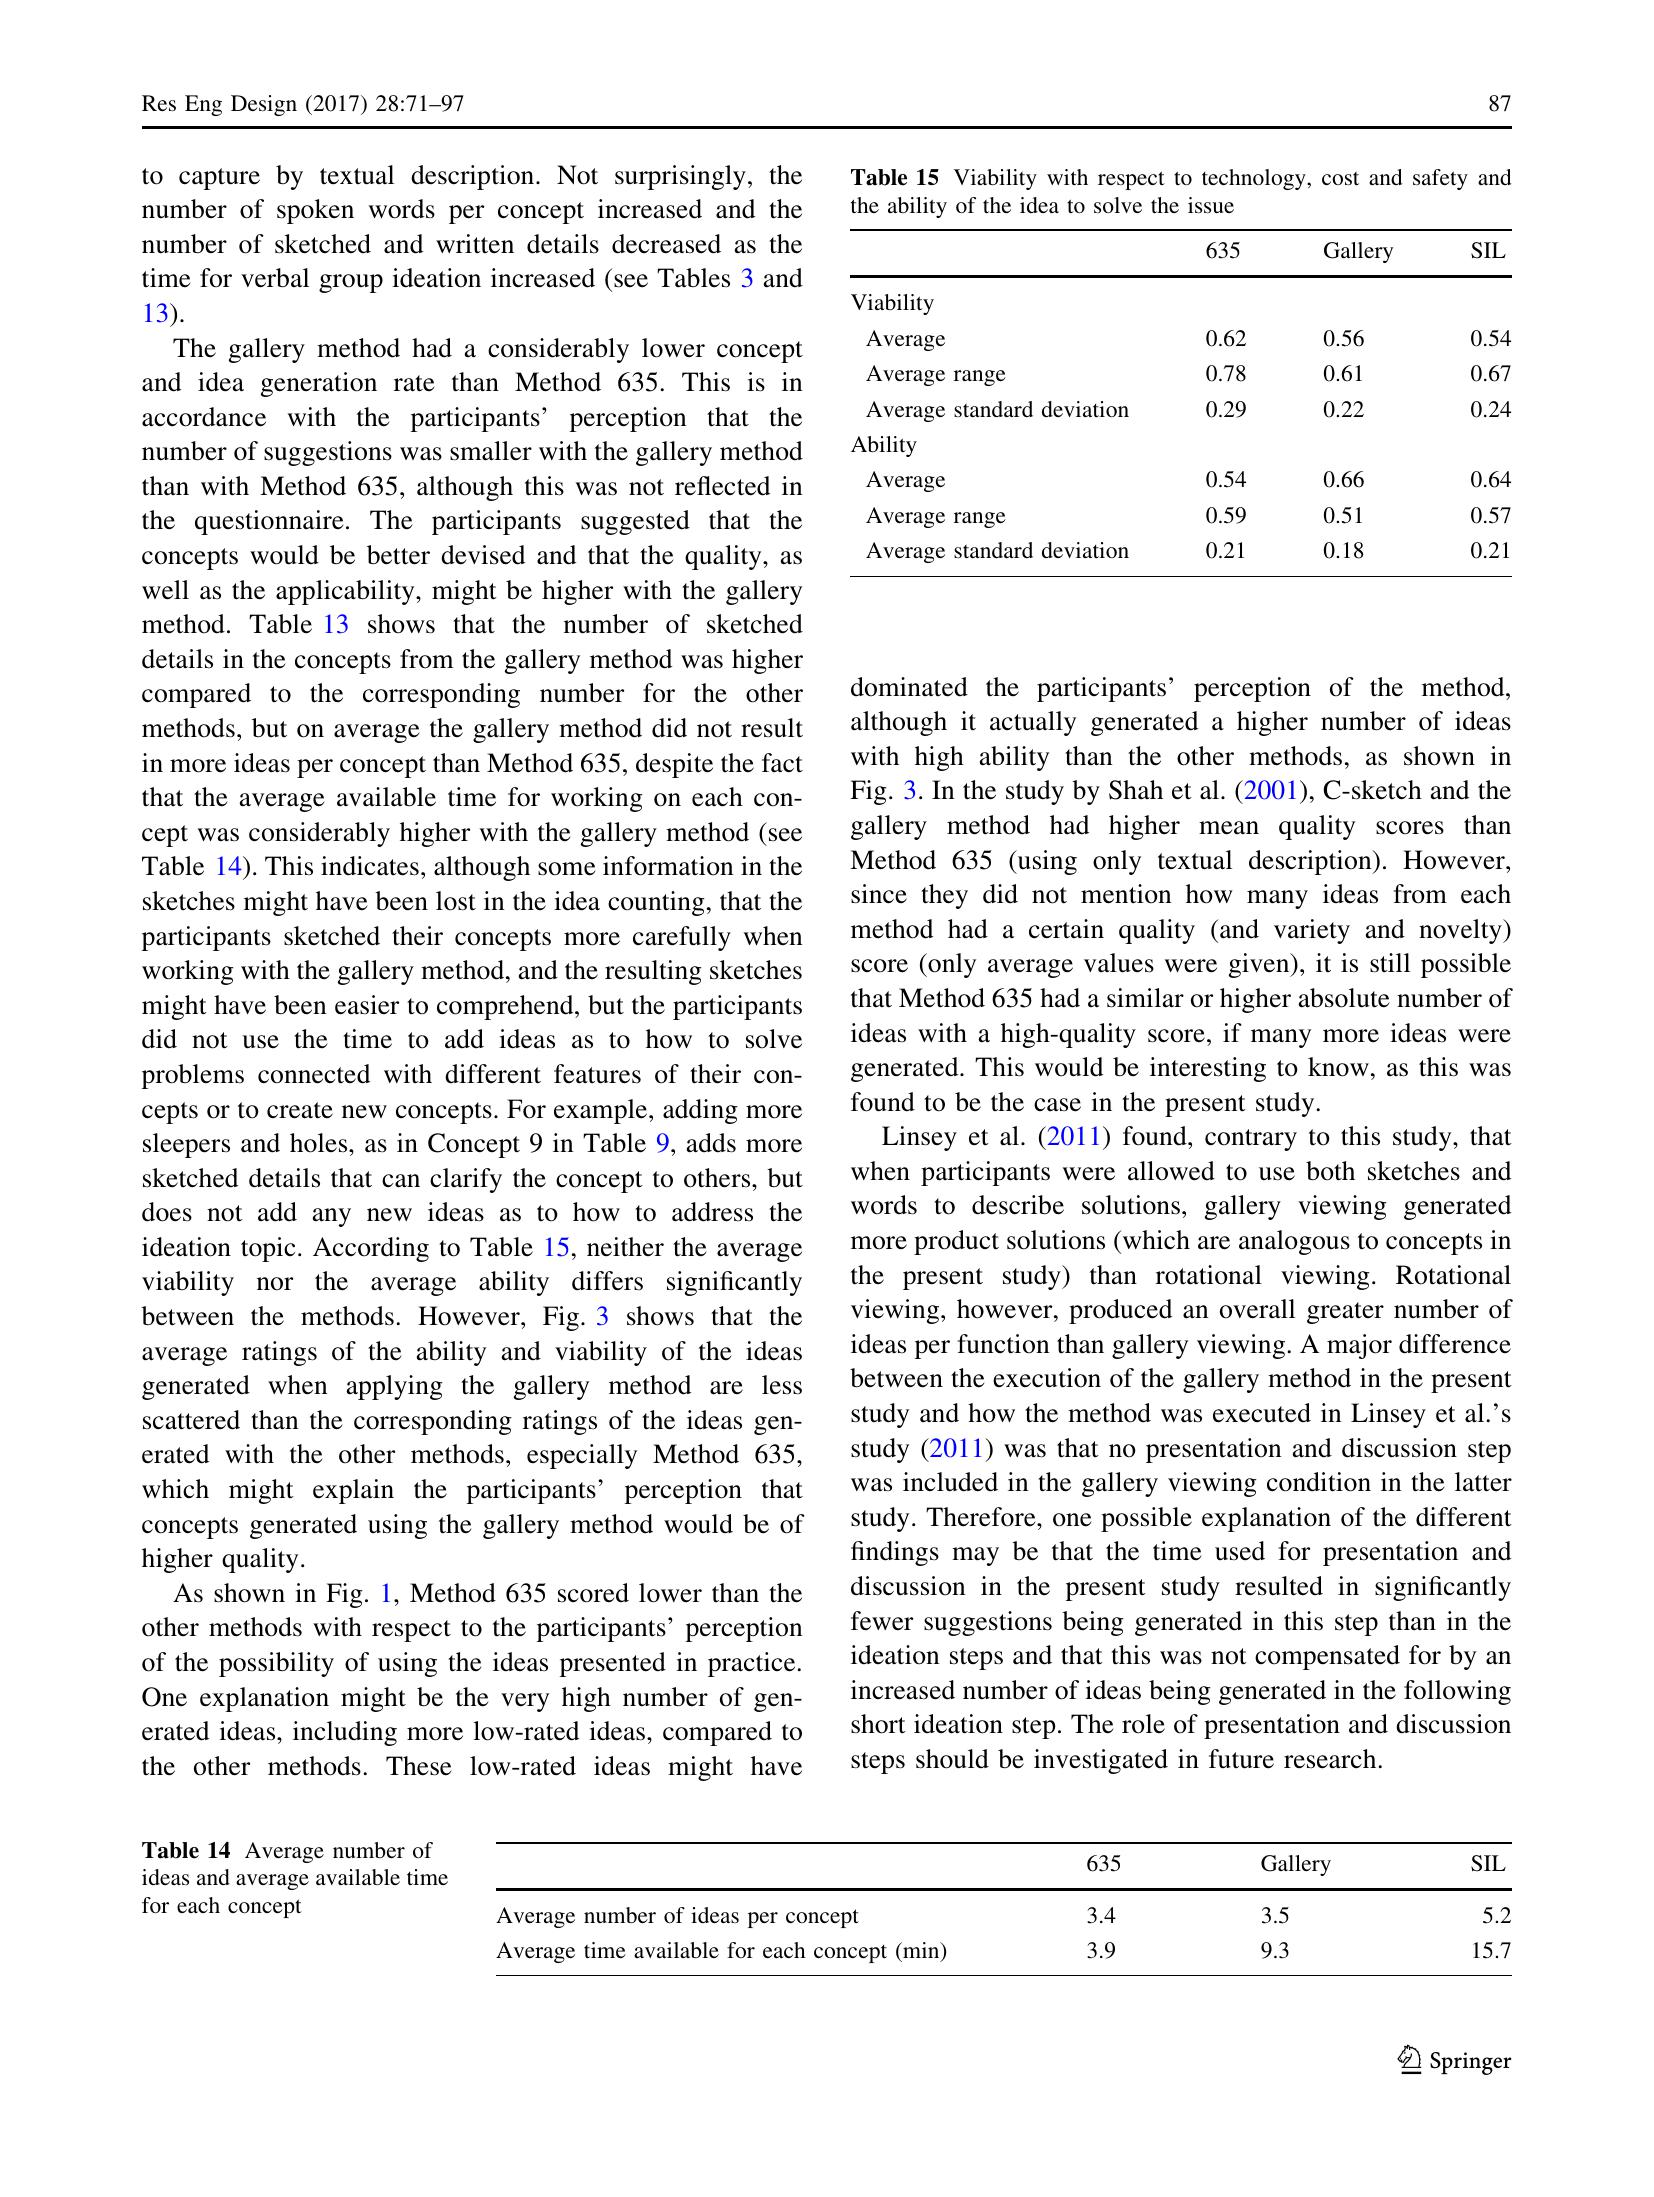 Res Eng Design (2017) 28:71–97 87
to capture by textual description. Not surprisingly, the
number of spoken words per concept increased and the
number of sketched and written details decreased as the
time for verbal group ideation increased (see Tables 3 and
13).
The gallery method had a considerably lower concept
and idea generation rate than Method 635. This is in
accordance with the participants’ perception that the
number of suggestions was smaller with the gallery method
than with Method 635, although this was not reflected in
the questionnaire. The participants suggested that the
concepts would be better devised and that the quality, as
well as the applicability, might be higher with the gallery
method. Table 13 shows that the number of sketched
details in the concepts from the gallery method was higher
compared to the corresponding number for the other
methods, but on average the gallery method did not result
in more ideas per concept than Method 635, despite the fact
that the average available time for working on each con-
cept was considerably higher with the gallery method (see
Table 14). This indicates, although some information in the
sketches might have been lost in the idea counting, that the
participants sketched their concepts more carefully when
working with the gallery method, and the resulting sketches
might have been easier to comprehend, but the participants
did not use the time to add ideas as to how to solve
problems connected with different features of their con-
cepts or to create new concepts. For example, adding more
sleepers and holes, as in Concept 9 in Table 9, adds more
sketched details that can clarify the concept to others, but
does not add any new ideas as to how to address the
ideation topic. According to Table 15, neither the average
viability nor the average ability differs significantly
between the methods. However, Fig. 3 shows that the
average ratings of the ability and viability of the ideas
generated when applying the gallery method are less
scattered than the corresponding ratings of the ideas gen-
erated with the other methods, especially Method 635,
which might explain the participants’ perception that
concepts generated using the gallery method would be of
higher quality.
As shown in Fig. 1, Method 635 scored lower than the
other methods with respect to the participants’ perception
of the possibility of using the ideas presented in practice.
One explanation might be the very high number of gen-
erated ideas, including more low-rated ideas, compared to
the other methods. These low-rated ideas might have
Table 15 Viability with respect to technology, cost and safety and
the ability of the idea to solve the issue
635 Gallery SIL
Viability
Average 0.62 0.56 0.54
Average range 0.78 0.61 0.67
Average standard deviation 0.29 0.22 0.24
Ability
Average 0.54 0.66 0.64
Average range 0.59 0.51 0.57
Average standard deviation 0.21 0.18 0.21
dominated the participants’ perception of the method,
although it actually generated a higher number of ideas
with high ability than the other methods, as shown in
Fig. 3. In the study by Shah et al. (2001), C-sketch and the
gallery method had higher mean quality scores than
Method 635 (using only textual description). However,
since they did not mention how many ideas from each
method had a certain quality (and variety and novelty)
score (only average values were given), it is still possible
that Method 635 had a similar or higher absolute number of
ideas with a high-quality score, if many more ideas were
generated. This would be interesting to know, as this was
found to be the case in the present study.
Linsey et al. (2011) found, contrary to this study, that
when participants were allowed to use both sketches and
words to describe solutions, gallery viewing generated
more product solutions (which are analogous to concepts in
the present study) than rotational viewing. Rotational
viewing, however, produced an overall greater number of
ideas per function than gallery viewing. A major difference
between the execution of the gallery method in the present
study and how the method was executed in Linsey et al.’s
study (2011) was that no presentation and discussion step
was included in the gallery viewing condition in the latter
study. Therefore, one possible explanation of the different
findings may be that the time used for presentation and
discussion in the present study resulted in significantly
fewer suggestions being generated in this step than in the
ideation steps and that this was not compensated for by an
increased number of ideas being generated in the following
short ideation step. The role of presentation and discussion
steps should be investigated in future research.
Table 14 Average number of
ideas and average available time
for each concept
635 Gallery SIL
Average number of ideas per concept 3.4 3.5 5.2
Average time available for each concept (min) 3.9 9.3 15.7
Springer